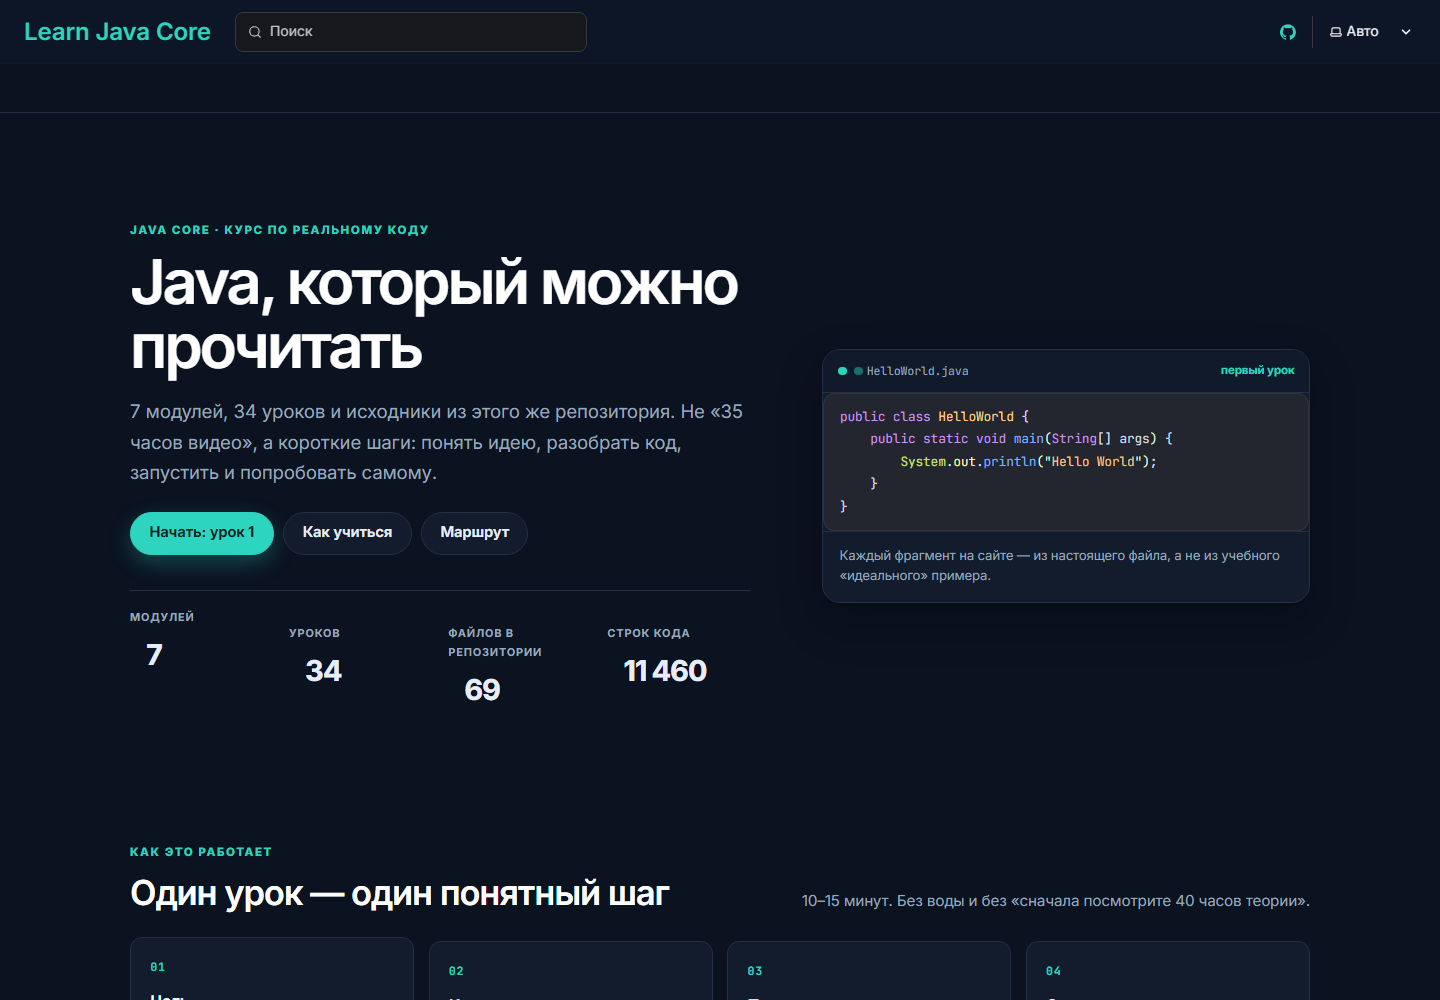 Learn Java Core
Поиск
Авто
JAVA CORE · КУРС ПО РЕАЛЬНОМУ КОДУ
Java, который можно
прочитать
7 модулей, 34 уроков и исходники из этого же репозитория. Не «35
часов видео», а короткие шаги: понять идею, разобрать код,
запустить и попробовать самому.
Начать: урок 1
Как учиться
Маршрут
МОДУЛЕЙ
7
УРОКОВ
34
ФАЙЛОВ В
РЕПОЗИТОРИИ
69
СТРОК КОДА
11 460
HelloWorld.java
первый урок
public class HelloWorld {
    public static void main(String[] args) {
        System.out.println("Hello World");
    }
}
Каждый фрагмент на сайте — из настоящего файла, а не из учебного
«идеального» примера.
КАК ЭТО РАБОТАЕТ
Один урок — один понятный шаг
10–15 минут. Без воды и без «сначала посмотрите 40 часов теории».
01
02
03
04